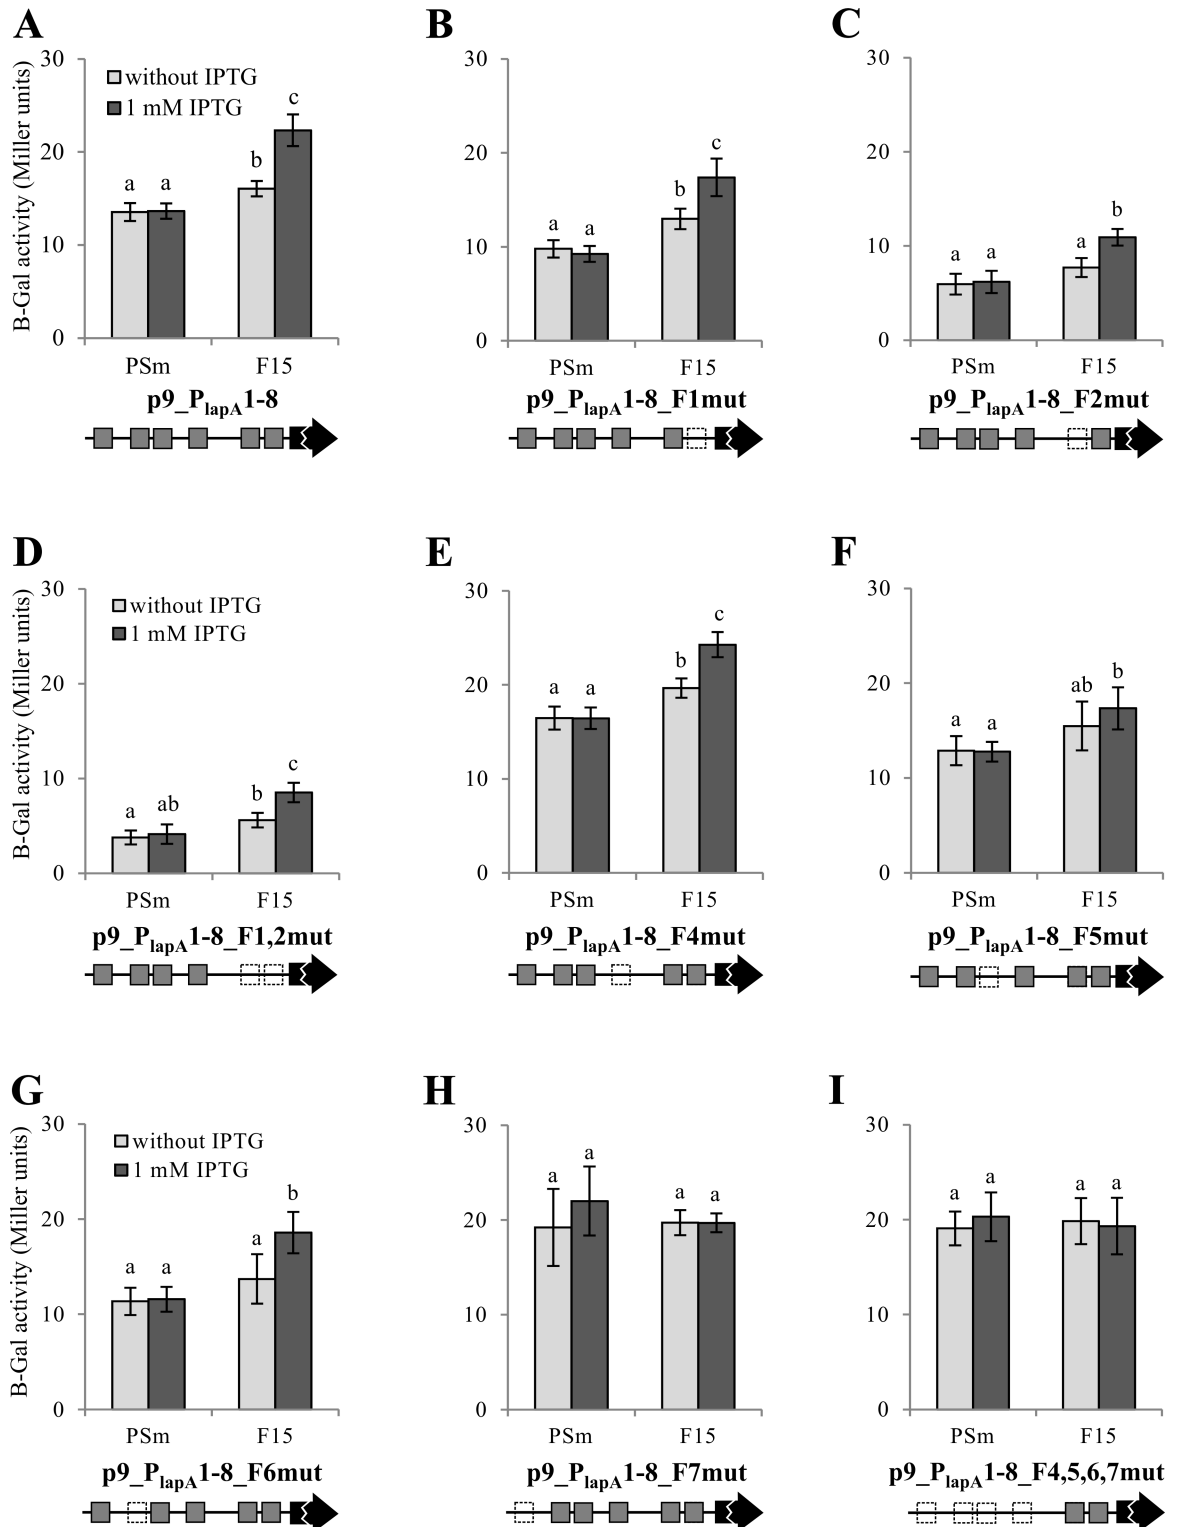 A
B-Gal activity (Miller units)
30
20
10
0
without IPTG
1 mM IPTG
a
a
b
c
PSm
F15
p9_PlapA1-8
B
30
20
10
0
a
a
b
c
PSm
F15
p9_PlapA1-8_F1mut
C
30
20
10
0
a
a
a
b
PSm
F15
p9_PlapA1-8_F2mut
D
B-Gal activity (Miller units)
30
20
10
0
without IPTG
1 mM IPTG
a
ab
b
c
PSm
F15
p9_PlapA1-8_F1,2mut
E
30
20
10
0
a
a
b
c
PSm
F15
p9_PlapA1-8_F4mut
F
30
20
10
0
a
a
ab
b
PSm
F15
p9_PlapA1-8_F5mut
G
B-Gal activity (Miller units)
30
20
10
0
without IPTG
1 mM IPTG
a
a
a
b
PSm
F15
p9_PlapA1-8_F6mut
H
30
20
10
0
a
a
a
a
PSm
F15
p9_PlapA1-8_F7mut
I
30
20
10
0
a
a
a
a
PSm
F15
p9_PlapA1-8_F4,5,6,7mut